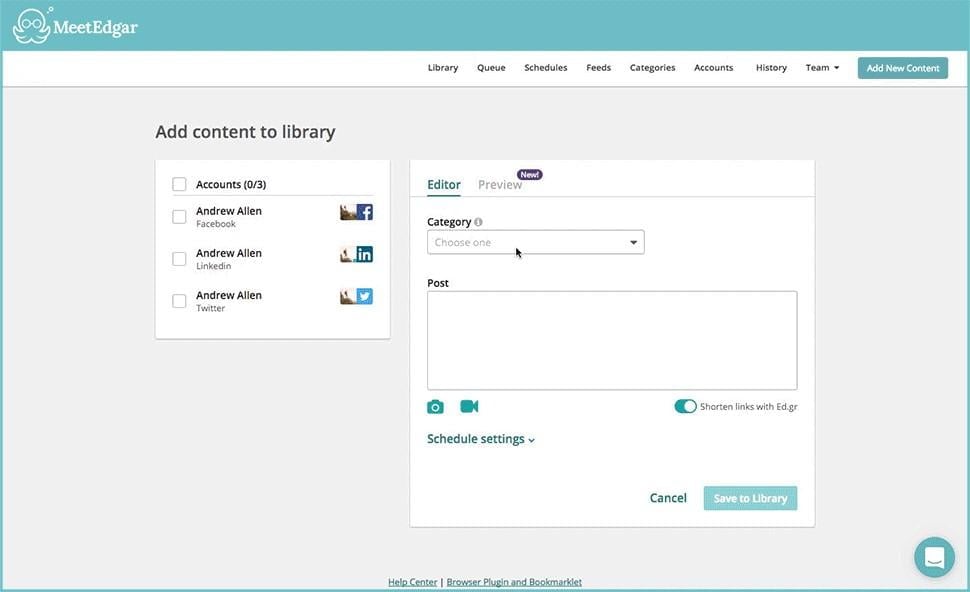 MeetEdgar
Library Queue Schedules Feeds Categories Accounts History Team Add New Content
Add content to library
Accounts (0/3)
Andrew Allen
Facebook
Andrew Allen
Linkedin
Andrew Allen
Twitter
New!
Editor Preview
Category
Choose one
Post
Shorten links with Ed.gr
Schedule settings
Cancel Save to Library
Help Center | Browser Plugin and Bookmarklet